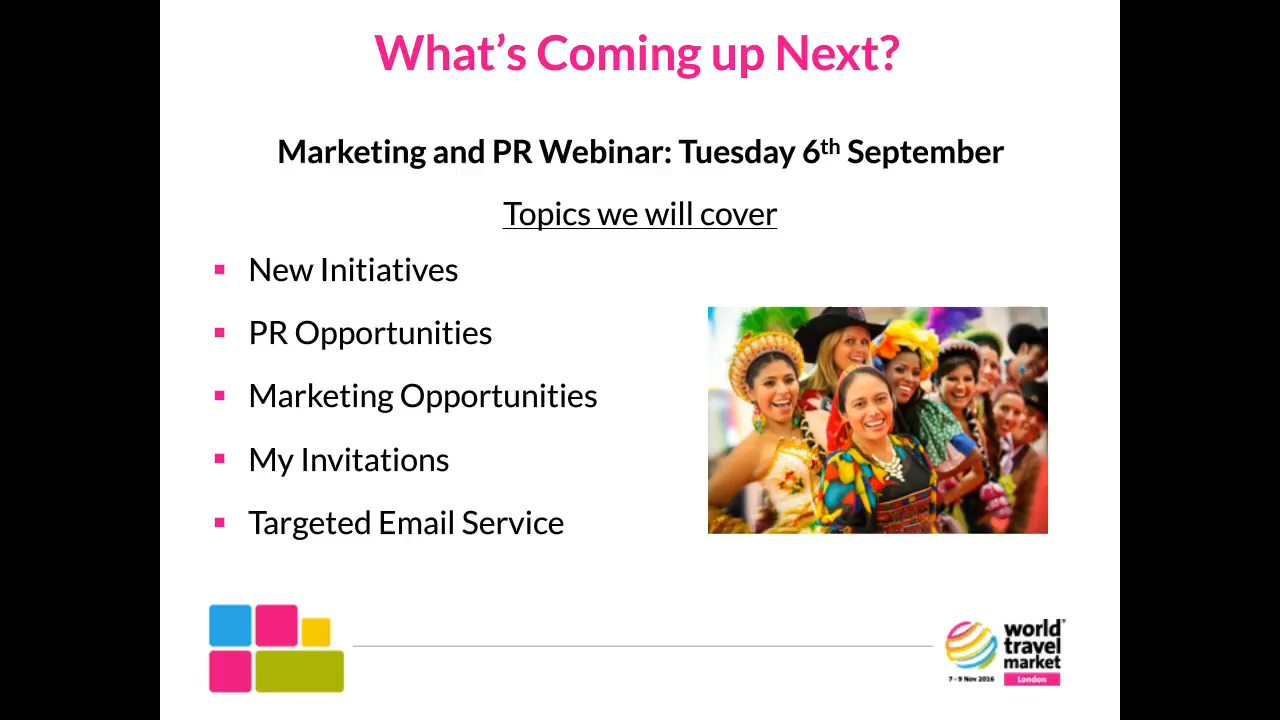 What's Coming up Next?
Marketing and PR Webinar: Tuesday 6th September
Topics we will cover
▪ New Initiatives
▪ PR Opportunities
▪ Marketing Opportunities
▪ My Invitations
▪ Targeted Email Service
world
travel
market
7 - 9 Nov 2016 London